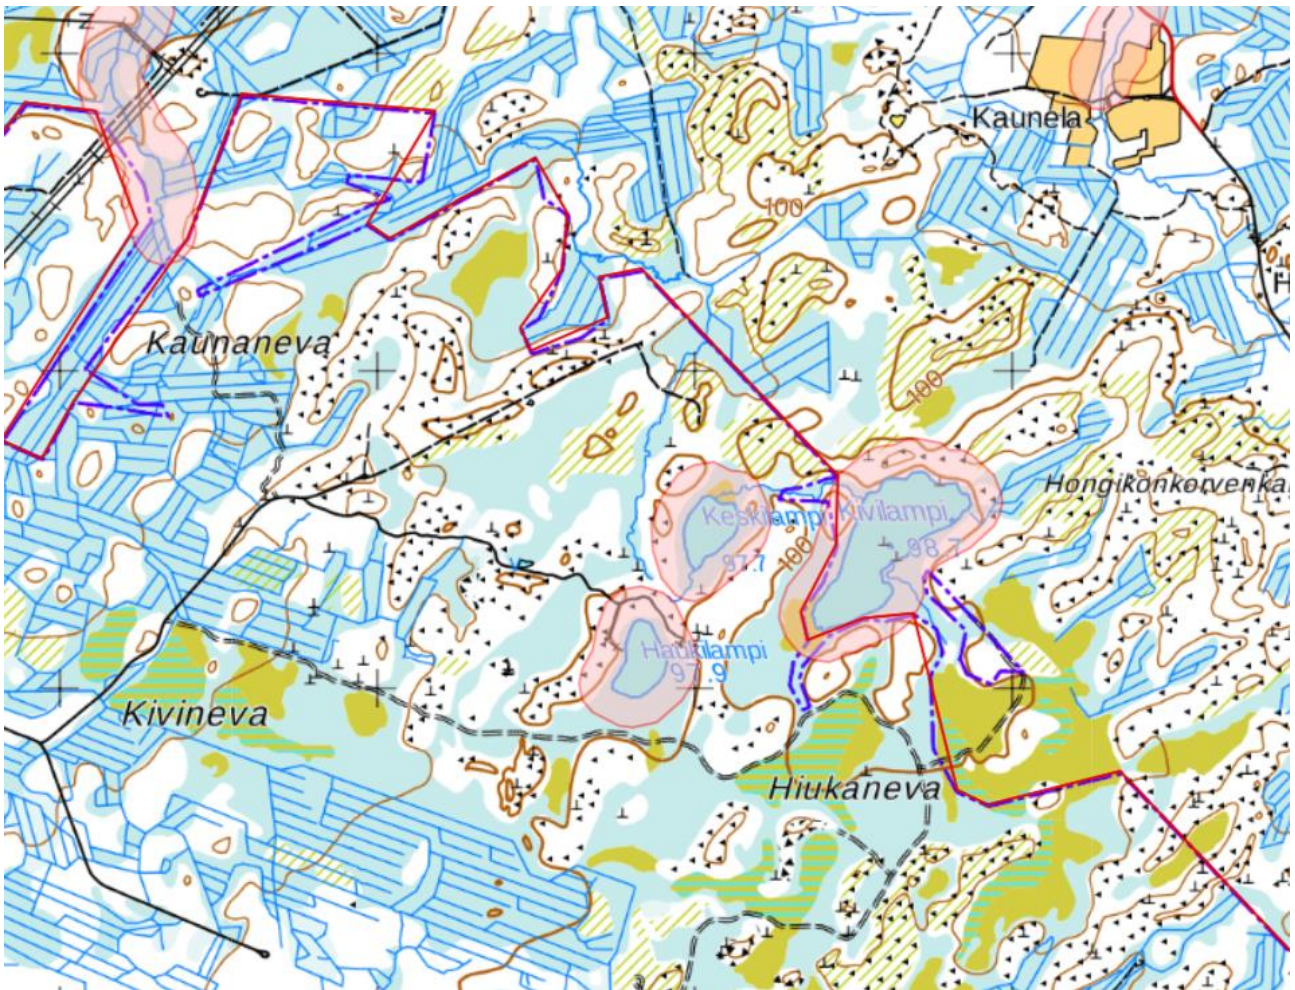 Z
Kaunela
100
H
Kaunaneva
100
Hongikonkorvenka
Keskilampi
Kivilampi
98.7
97.7
100
Haukilampi
97.9
Kivineva
Hiukaneva